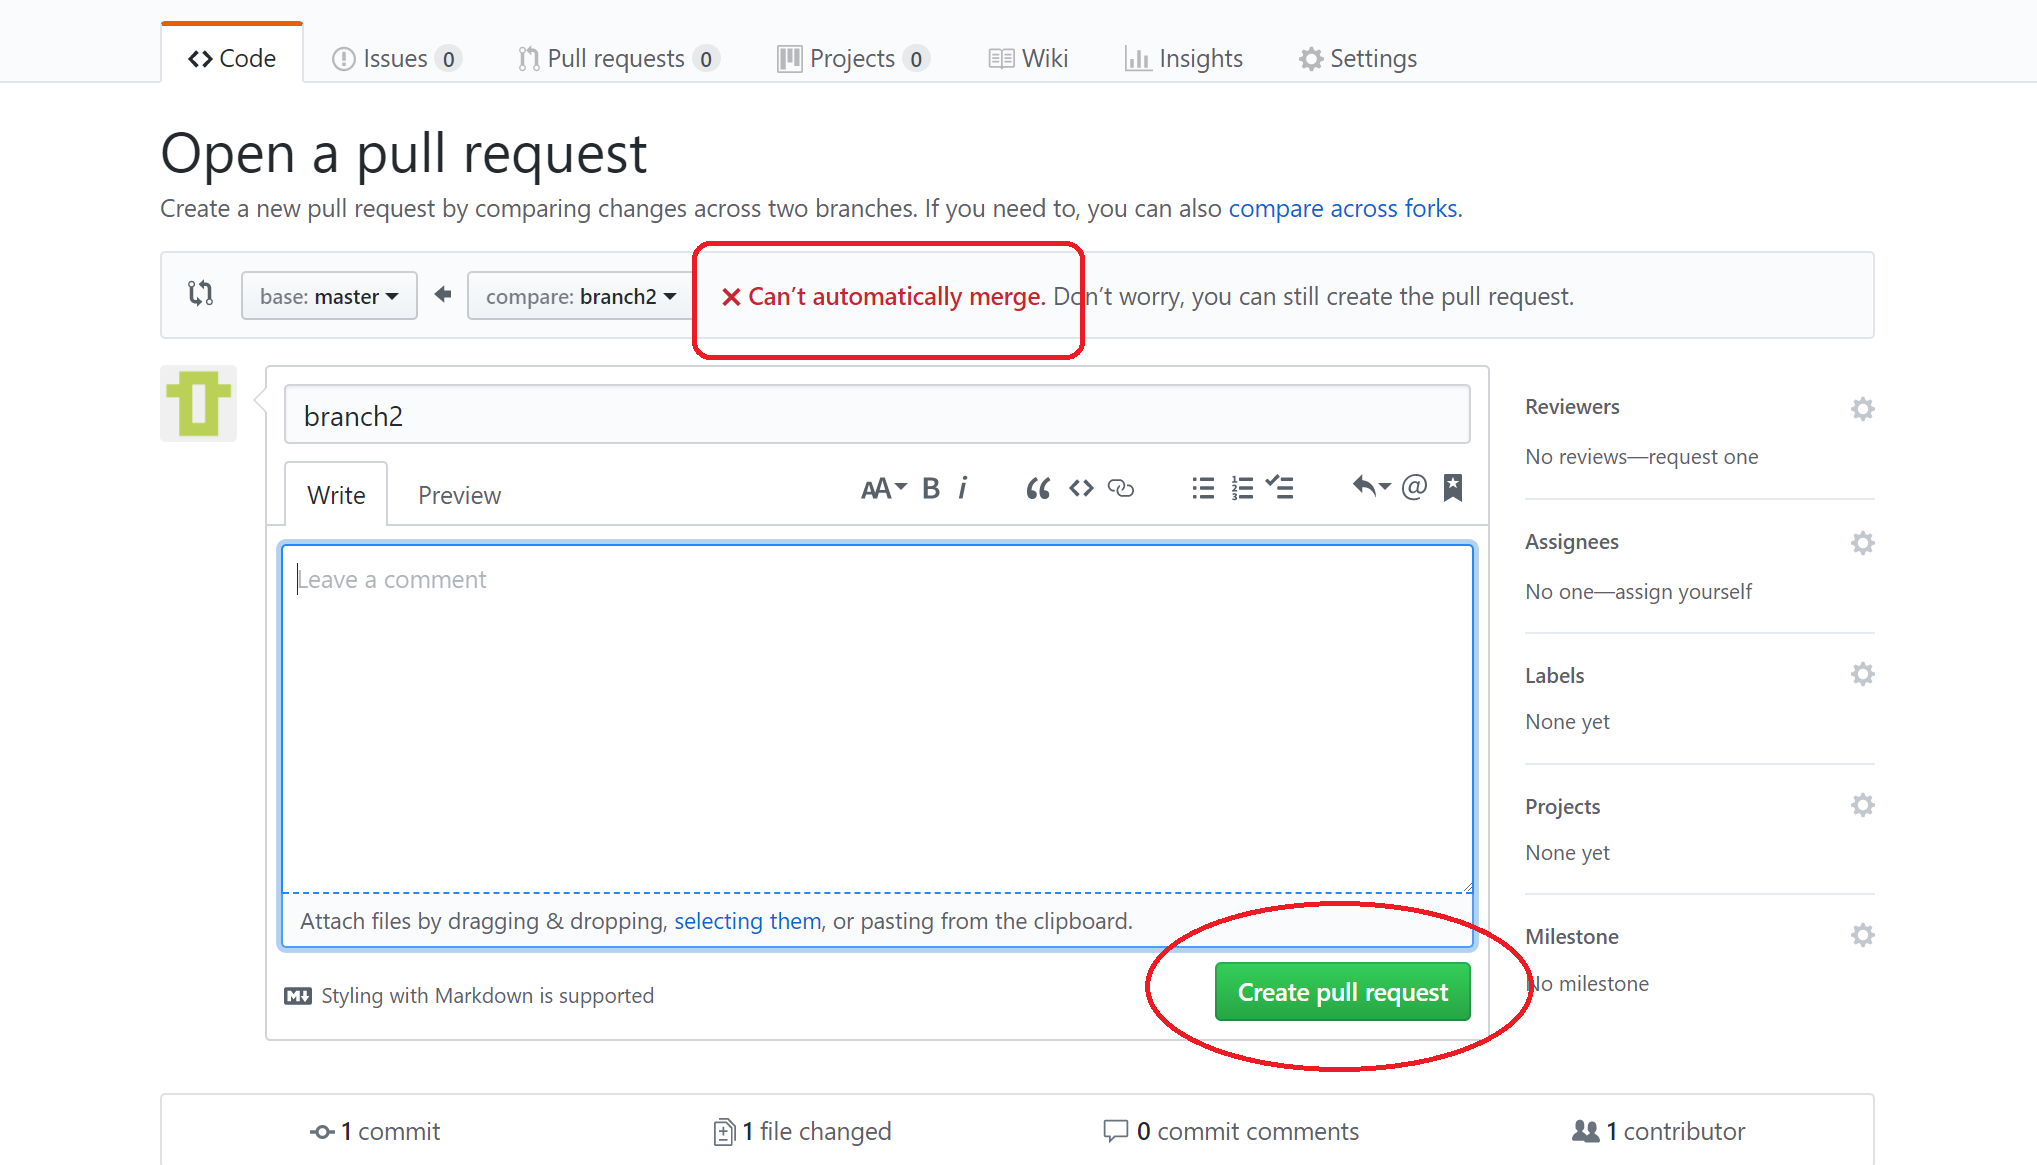 Code Issues 0 Pull requests 0 Projects 0 Wiki Insights Settings
Open a pull request
Create a new pull request by comparing changes across two branches. If you need to, you can also compare across forks.
base: master compare: branch2 Can’t automatically merge. Don’t worry, you can still create the pull request.
branch2
Write Preview AA B i
Leave a comment
Attach files by dragging & dropping, selecting them, or pasting from the clipboard.
Styling with Markdown is supported
Create pull request
Reviewers
No reviews—request one
Assignees
No one—assign yourself
Labels
None yet
Projects
None yet
Milestone
No milestone
1 commit 1 file changed 0 commit comments 1 contributor